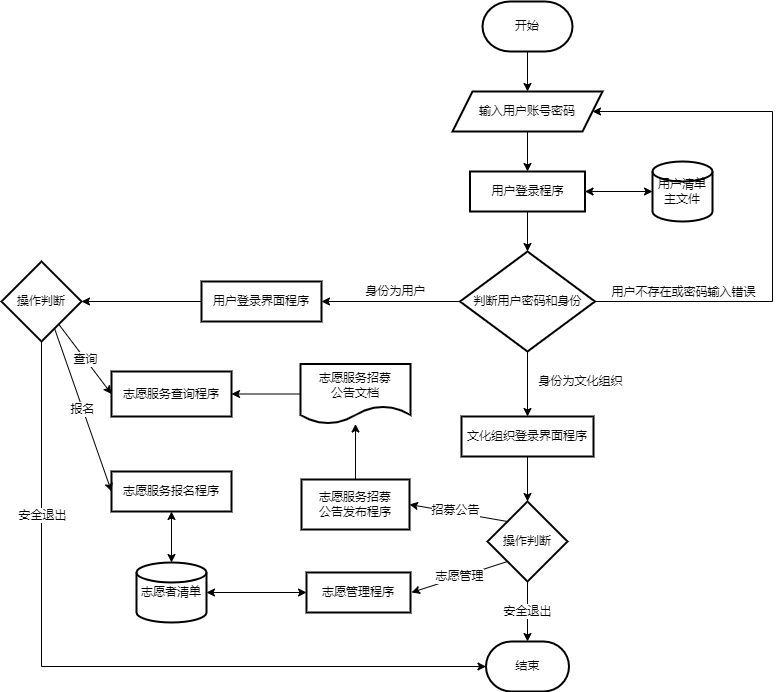 开始
输入用户账号密码
用户登录程序
用户清单
主文件
判断用户密码和身份
用户不存在或密码输入错误
身份为用户
用户登录界面程序
操作判断
查询
报名
安全退出
志愿服务查询程序
志愿服务招募
公告文档
身份为文化组织
文化组织登录界面程序
志愿服务报名程序
志愿服务招募
公告发布程序
招募公告
操作判断
志愿管理
志愿者清单
志愿管理程序
安全退出
结束